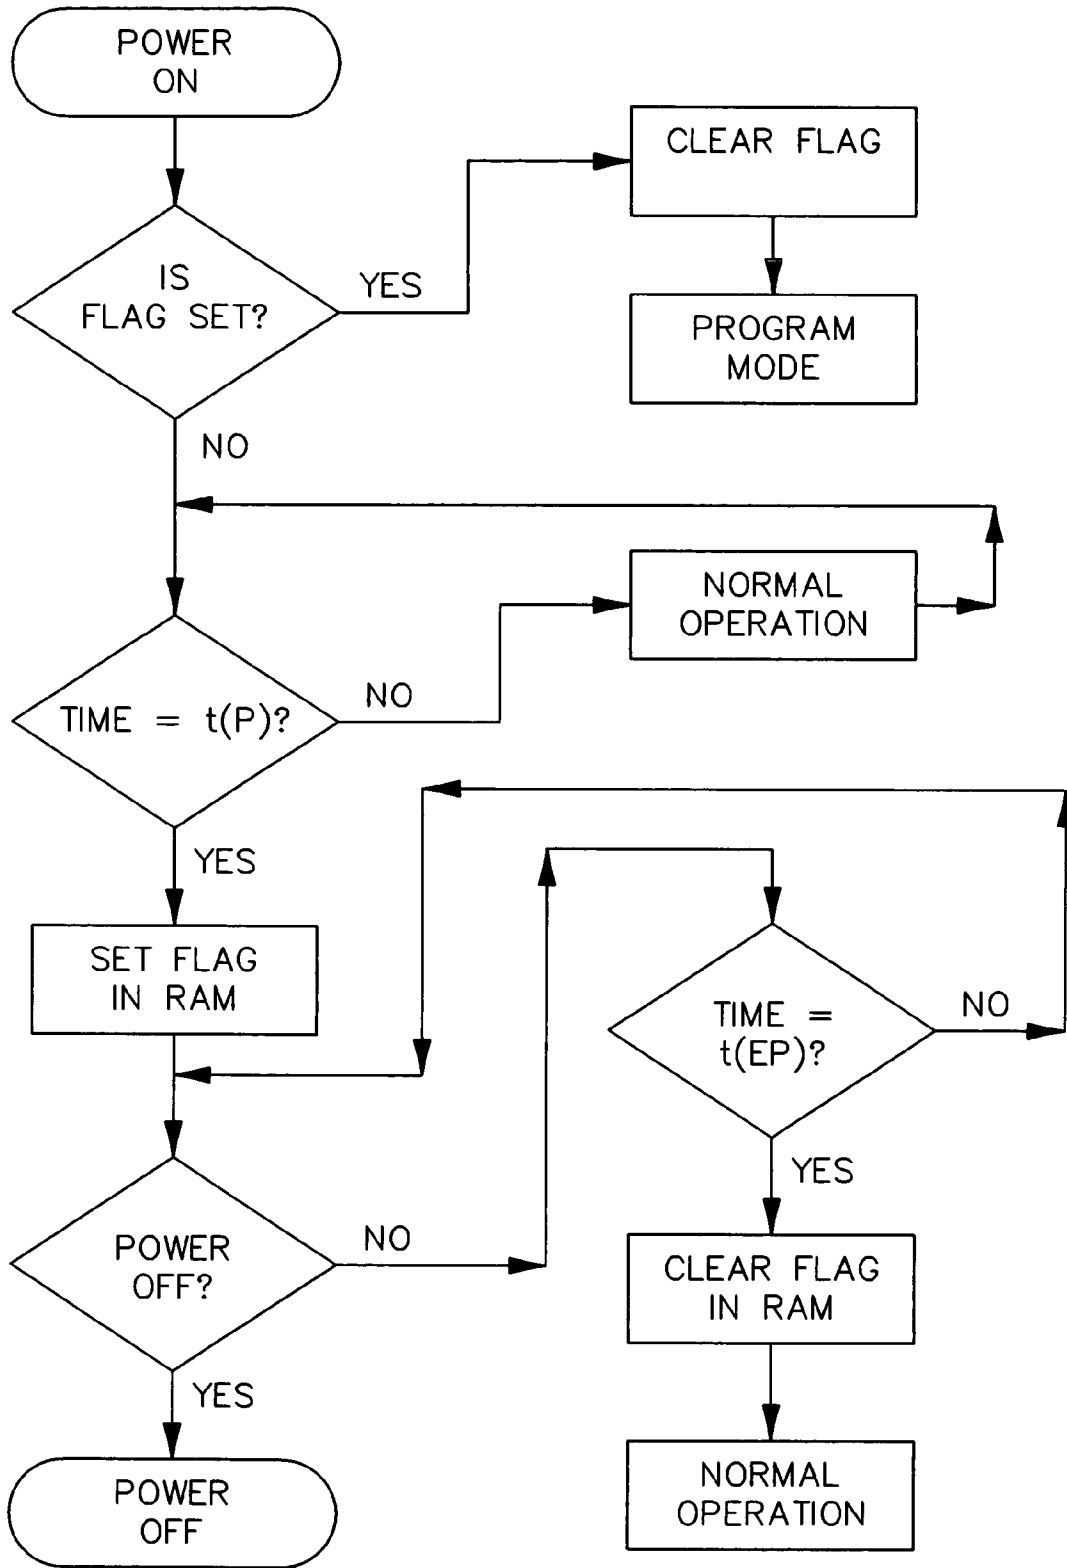 POWER
ON
CLEAR FLAG
IS
FLAG SET?
YES
PROGRAM
MODE
NO
NORMAL
OPERATION
TIME = t(P)?
NO
YES
SET FLAG
IN RAM
TIME =
t(EP)?
NO
YES
POWER
OFF?
NO
CLEAR FLAG
IN RAM
YES
POWER
OFF
NORMAL
OPERATION